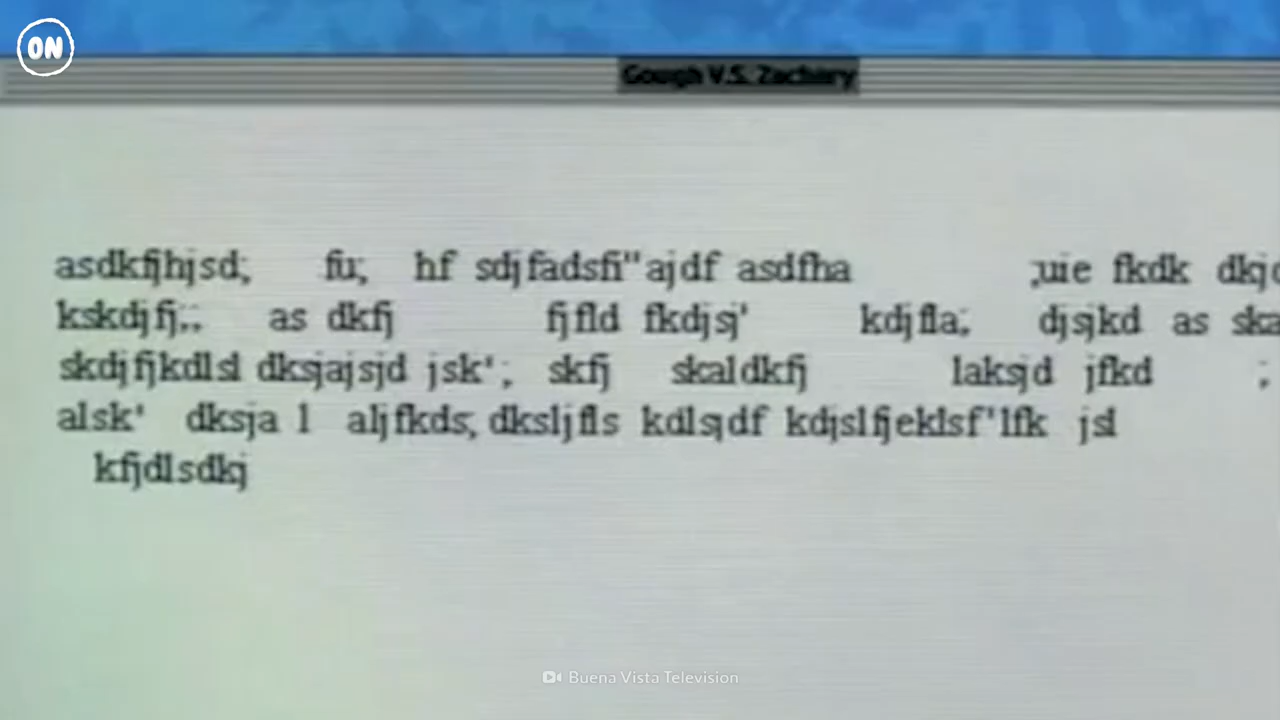 ON
Gough V.S. Zachary
asdkfjhjsd; fu; hf sdjfadsfi"ajdf asdfha ;uie fkdk
kskdjfj;; as dkfj fjfld fkdjsj' kdjfla; djsjkd as
skdjfjkdlsl dksjajsjd jsk'; skfj skaldkfj laksjd jfkd ;
alsk' dksja l aljfkds; dksljfls kdlsjdf kdjslfjeklsf'lfk jsl
kfjdlsdkj
Buena Vista Television